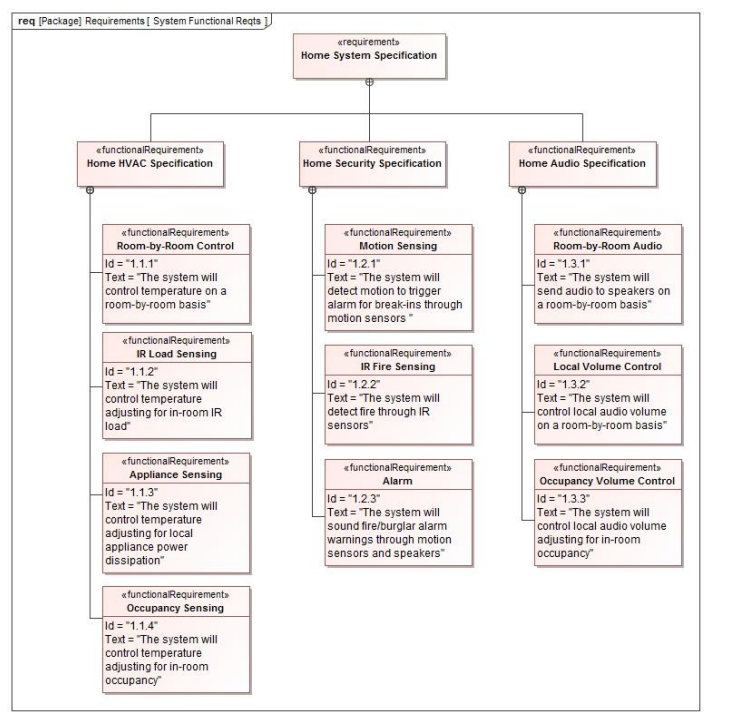 req [Package] Requirements [ System Functional Reqts ]
«requirement»
Home System Specification
«functionalRequirement»
Home HVAC Specification
«functionalRequirement»
Home Security Specification
«functionalRequirement»
Home Audio Specification
«functionalRequirement»
Room-by-Room Control
Id = "1.1.1"
Text = "The system will
control temperature on a
room-by-room basis"
«functionalRequirement»
IR Load Sensing
Id = "1.1.2"
Text = "The system will
control temperature
adjusting for in-room IR
load"
«functionalRequirement»
Appliance Sensing
Id = "1.1.3"
Text = "The system will
control temperature
adjusting for local
appliance power
dissipation"
«functionalRequirement»
Occupancy Sensing
Id = "1.1.4"
Text = "The system will
control temperature
adjusting for in-room
occupancy"
«functionalRequirement»
Motion Sensing
Id = "1.2.1"
Text = "The system will
detect motion to trigger
alarm for break-ins through
motion sensors "
«functionalRequirement»
IR Fire Sensing
Id = "1.2.2"
Text = "The system will
detect fire through IR
sensors"
«functionalRequirement»
Alarm
Id = "1.2.3"
Text = "The system will
sound fire/burglar alarm
warnings through motion
sensors and speakers"
«functionalRequirement»
Room-by-Room Audio
Id = "1.3.1"
Text = "The system will
send audio to speakers on
a room-by-room basis"
«functionalRequirement»
Local Volume Control
Id = "1.3.2"
Text = "The system will
control local audio volume
on a room-by-room basis"
«functionalRequirement»
Occupancy Volume Control
Id = "1.3.3"
Text = "The system will
control local audio volume
adjusting for in-room
occupancy"